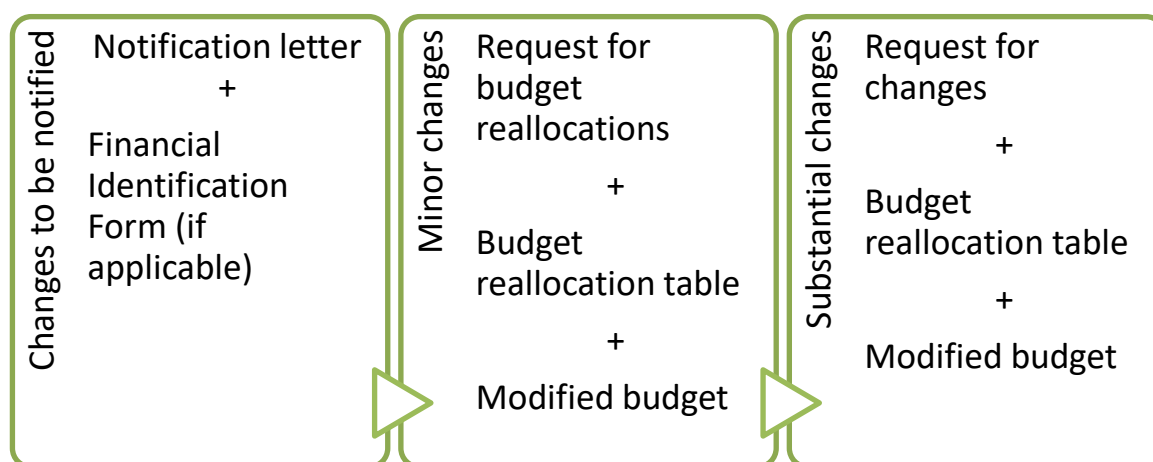 Changes to be notified
Notification letter
+
Financial
Identification
Form (if
applicable)
Minor changes
Request for
budget
reallocations
+
Budget
reallocation table
+
Modified budget
Substantial changes
Request for
changes
+
Budget
reallocation table
+
Modified budget